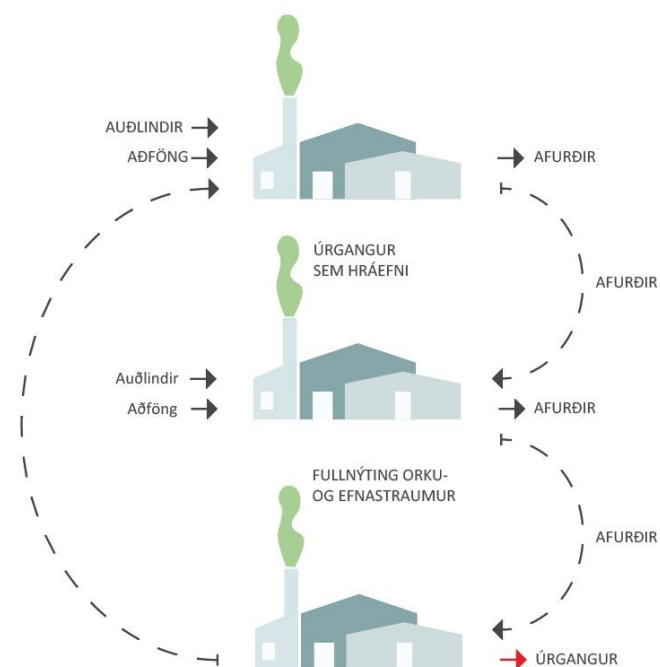 AUÐLINDIR
AÐFÖNG
AFURÐIR
ÚRGANGUR
SEM HRÁEFNI
AFURÐIR
Auðlindir
Aðföng
AFURÐIR
FULLNÝTING ORKU-
OG EFNASTRAUMUR
AFURÐIR
ÚRGANGUR